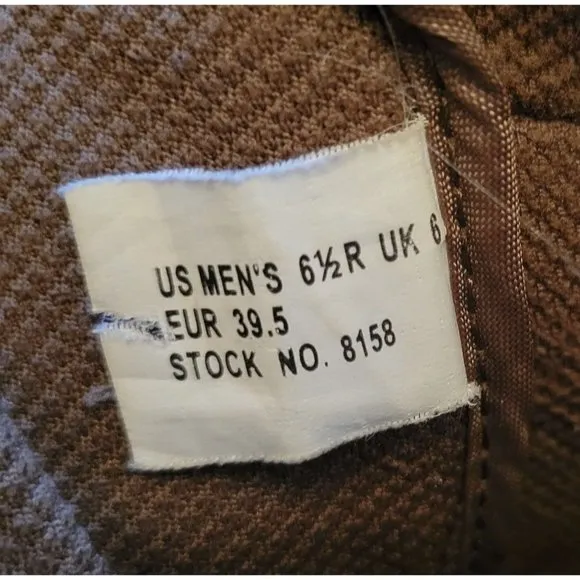 US MEN'S 6½R UK 6
EUR 39.5
STOCK NO. 8158